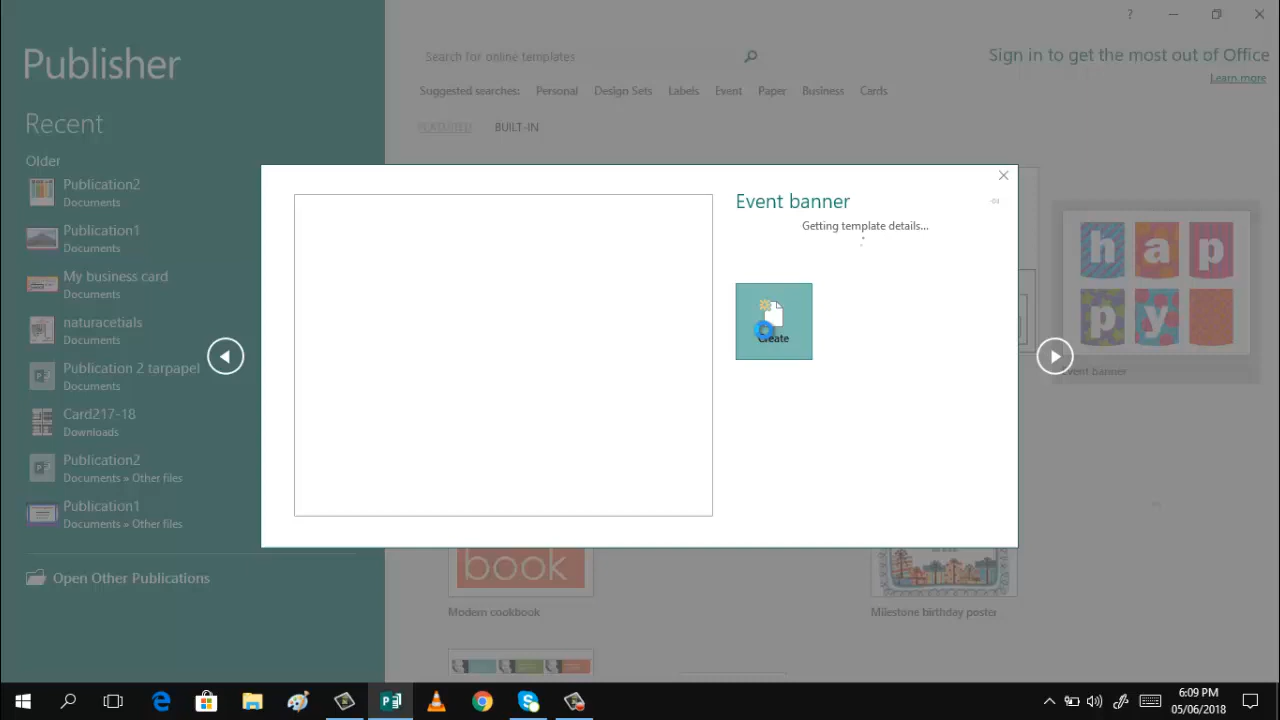 Publisher
Recent
Older
Publication2
Documents
Publication1
Documents
My business card
Documents
naturacetials
Documents
Publication 2 tarpapel
Documents
Card217-18
Downloads
Publication2
Documents » Other files
Publication1
Documents » Other files
Open Other Publications
?
Search for online templates
Sign in to get the most out of Office
Learn more
Suggested searches:
Personal
Design Sets
Labels
Event
Paper
Business
Cards
FEATURED
BUILT-IN
Event banner
Getting template details...
Create
h a p
p y
Event banner
book
Modern cookbook
Milestone birthday poster
6:09 PM
05/06/2018